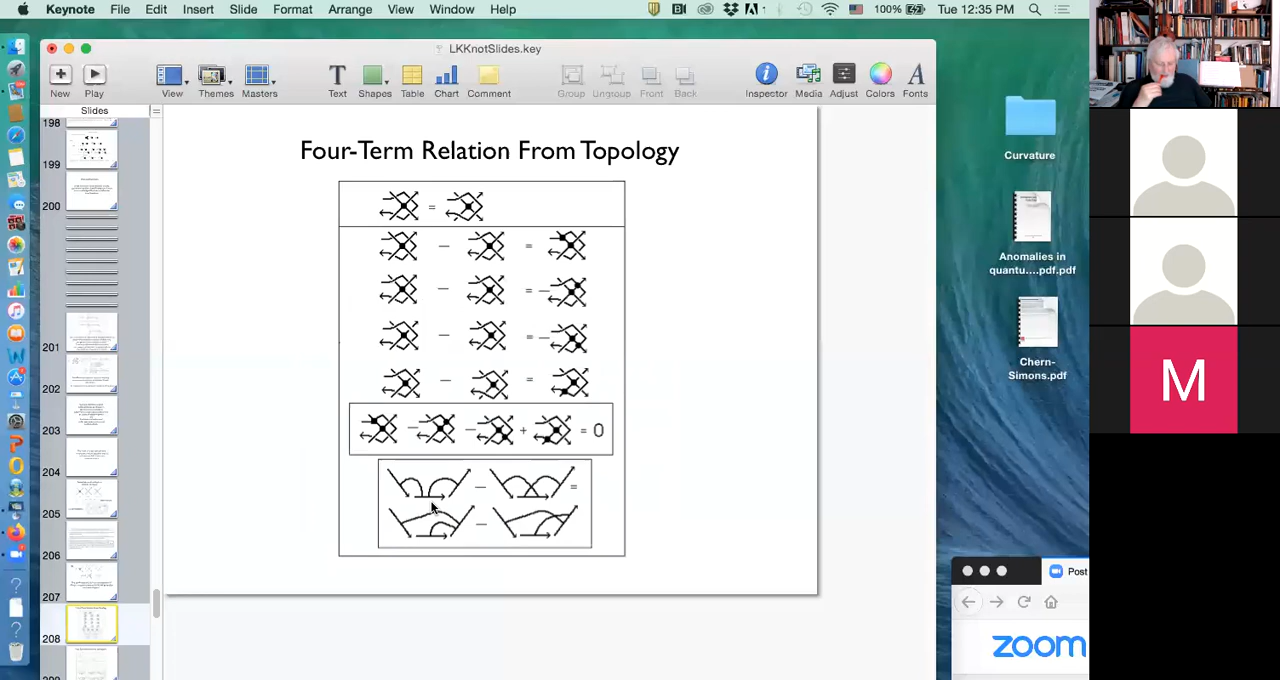 Keynote File Edit Insert Slide Format Arrange View Window Help
100% Tue 12:35 PM
LKKnotSlides.key
New Play View Themes Masters Text Shapes Table Chart Comment Group Ungroup Front Back Inspector Media Adjust Colors Fonts
Slides
198
199
200
201
202
203
204
205
206
207
208
Four-Term Relation From Topology
=
− =
− = −
− = −
− =
− − + = 0
− =
−
Curvature
Anomalies in
quantu....pdf.pdf
Chern-
Simons.pdf
M
Post
zoom